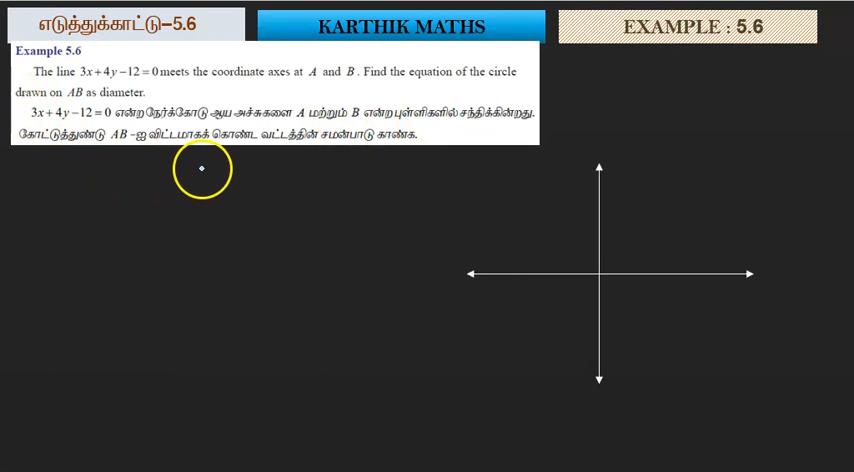 எடுத்துக்காட்டு–5.6
KARTHIK MATHS
EXAMPLE : 5.6
Example 5.6
The line 3x+4y−12=0 meets the coordinate axes at A and B. Find the equation of the circle
drawn on AB as diameter.
3x+4y−12=0 என்ற நேர்க்கோடு ஆய அச்சுகளை A மற்றும் B என்ற புள்ளிகளில் சந்திக்கின்றது.
கோட்டுத்துண்டு AB -ஐ விட்டமாகக் கொண்ட வட்டத்தின் சமன்பாடு காண்க.